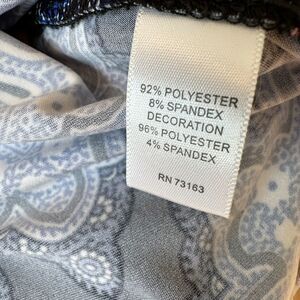 92% POLYESTER
8% SPANDEX
DECORATION
96% POLYESTER
4% SPANDEX
RN 73163